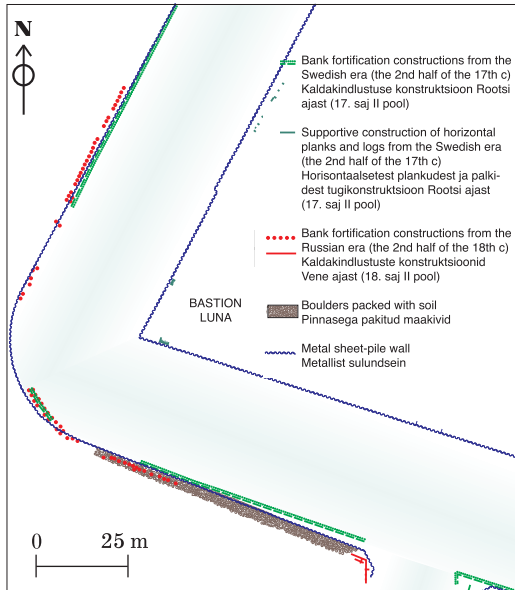 N
Bank fortification constructions from the
Swedish era (the 2nd half of the 17th c)
Kaldakindlustuse konstruktsioon Rootsi
ajast (17. saj II pool)
Supportive construction of horizontal
planks and logs from the Swedish era
(the 2nd half of the 17th c)
Horisontaalsetest plankudest ja palki-
dest tugikonstruktsioon Rootsi ajast
(17. saj II pool)
Bank fortification constructions from the
Russian era (the 2nd half of the 18th c)
Kaldakindlustuste konstruktsioonid
Vene ajast (18. saj II pool)
BASTION
LUNA
Boulders packed with soil
Pinnasega pakitud maakivid
Metal sheet-pile wall
Metallist sulundsein
0 25 m